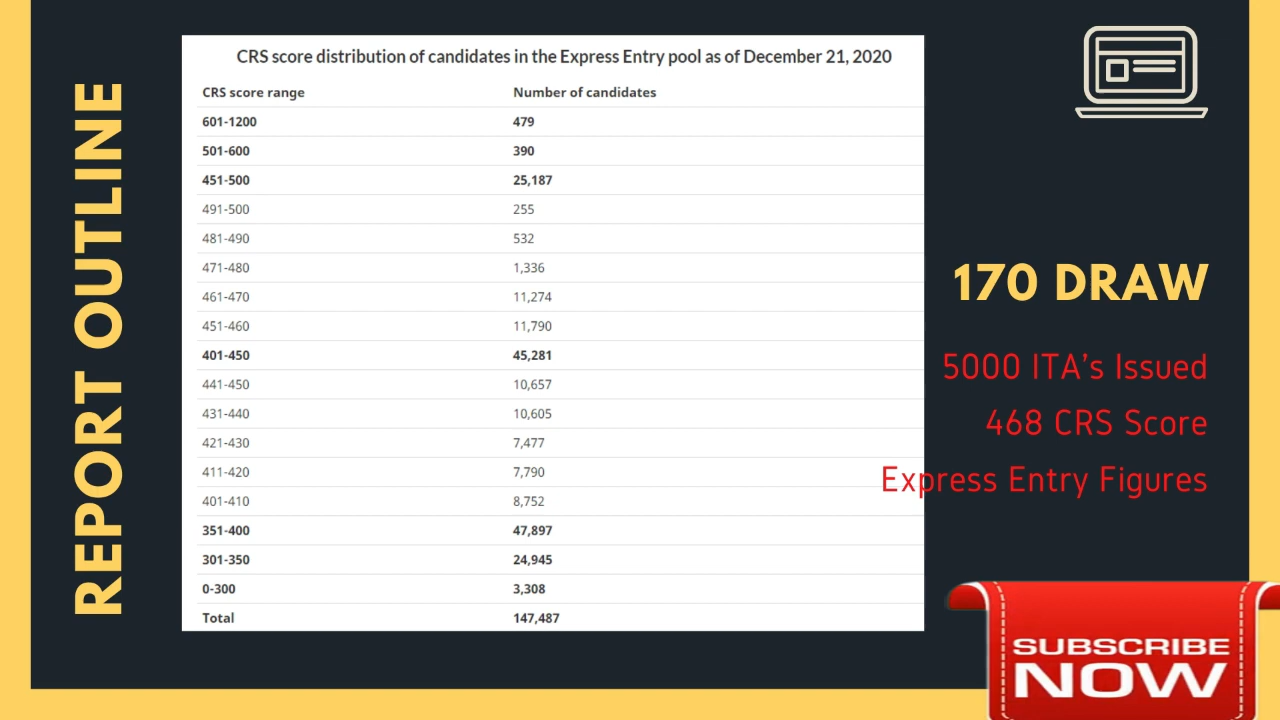 REPORT OUTLINE
CRS score distribution of candidates in the Express Entry pool as of December 21, 2020
CRS score range Number of candidates
601-1200 479
501-600 390
451-500 25,187
491-500 255
481-490 532
471-480 1,336
461-470 11,274
451-460 11,790
401-450 45,281
441-450 10,657
431-440 10,605
421-430 7,477
411-420 7,790
401-410 8,752
351-400 47,897
301-350 24,945
0-300 3,308
Total 147,487
170 DRAW
5000 ITA's Issued
468 CRS Score
Express Entry Figures
SUBSCRIBE
NOW